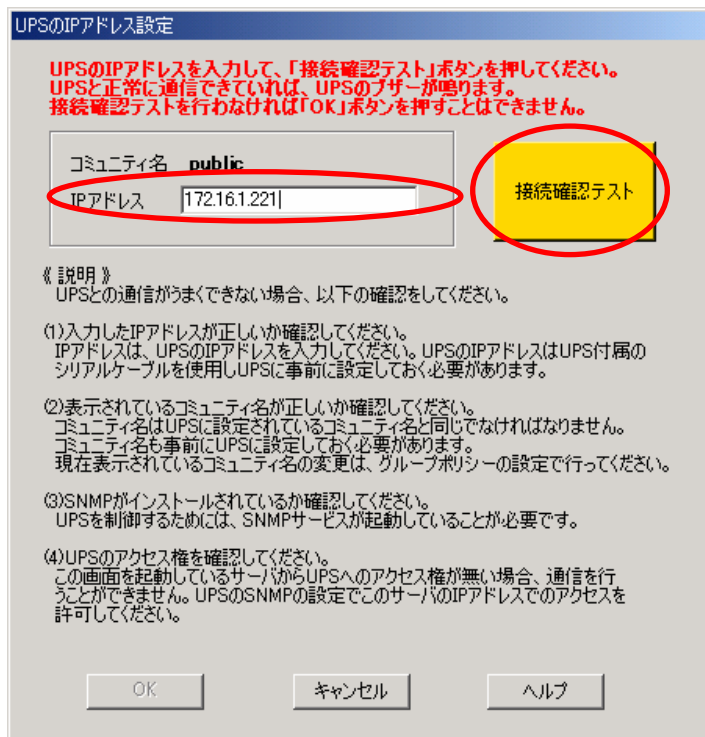 UPSのIPアドレス設定
UPSのIPアドレスを入力して、「接続確認テスト」ボタンを押してください。
UPSと正常に通信できていれば、UPSのブザーが鳴ります。
接続確認テストを行わなければ「OK」ボタンを押すことはできません。
コミュニティ名 public
IPアドレス 172.16.1.221
接続確認テスト
《 説明 》
UPSとの通信がうまくできない場合、以下の確認をしてください。
(1)入力したIPアドレスが正しいか確認してください。
IPアドレスは、UPSのIPアドレスを入力してください。UPSのIPアドレスはUPS付属の
シリアルケーブルを使用しUPSに事前に設定しておく必要があります。
(2)表示されているコミュニティ名が正しいか確認してください。
コミュニティ名はUPSに設定されているコミュニティ名と同じでなければなりません。
コミュニティ名も事前にUPSに設定しておく必要があります。
現在表示されているコミュニティ名の変更は、グループポリシーの設定で行ってください。
(3)SNMPがインストールされているか確認してください。
UPSを制御するためには、SNMPサービスが起動していることが必要です。
(4)UPSのアクセス権を確認してください。
この画面を起動しているサーバからUPSへのアクセス権が無い場合、通信を行
うことができません。UPSのSNMPの設定でこのサーバのIPアドレスでのアクセスを
許可してください。
OK キャンセル ヘルプ